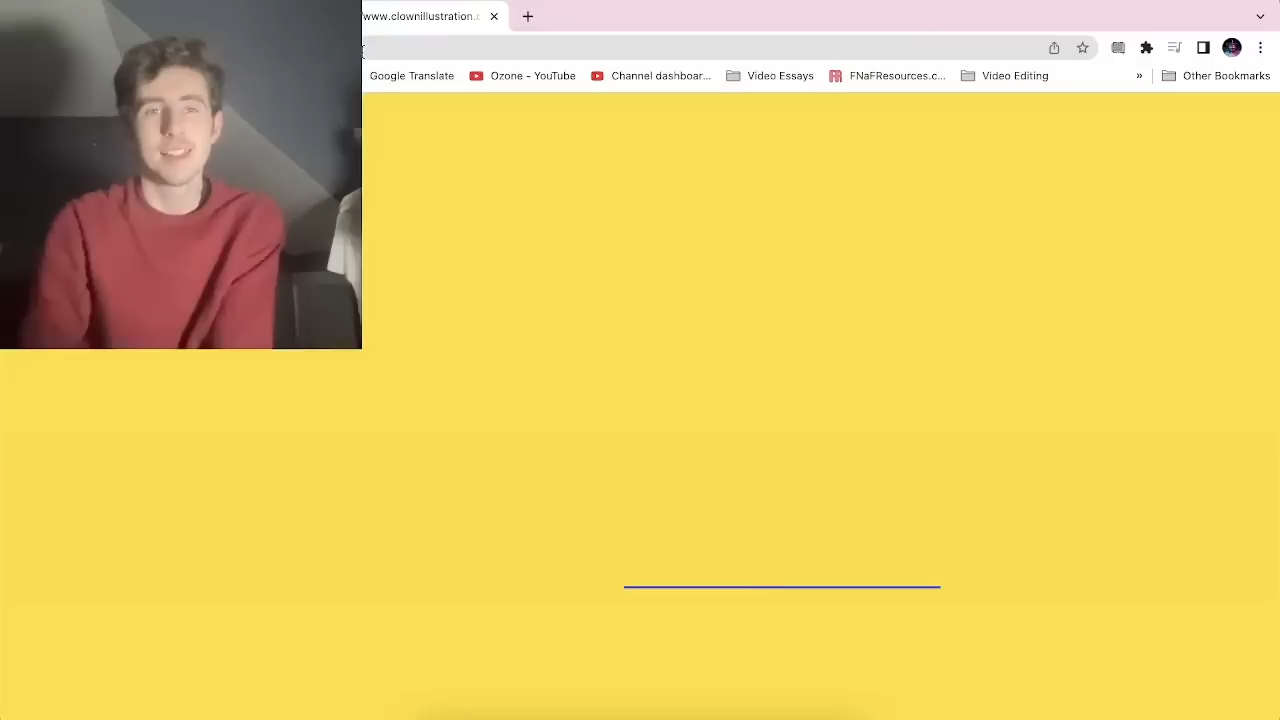 www.clownillustration.c
Google Translate
Ozone - YouTube
Channel dashboar...
Video Essays
FNaFResources.c...
Video Editing
»
Other Bookmarks